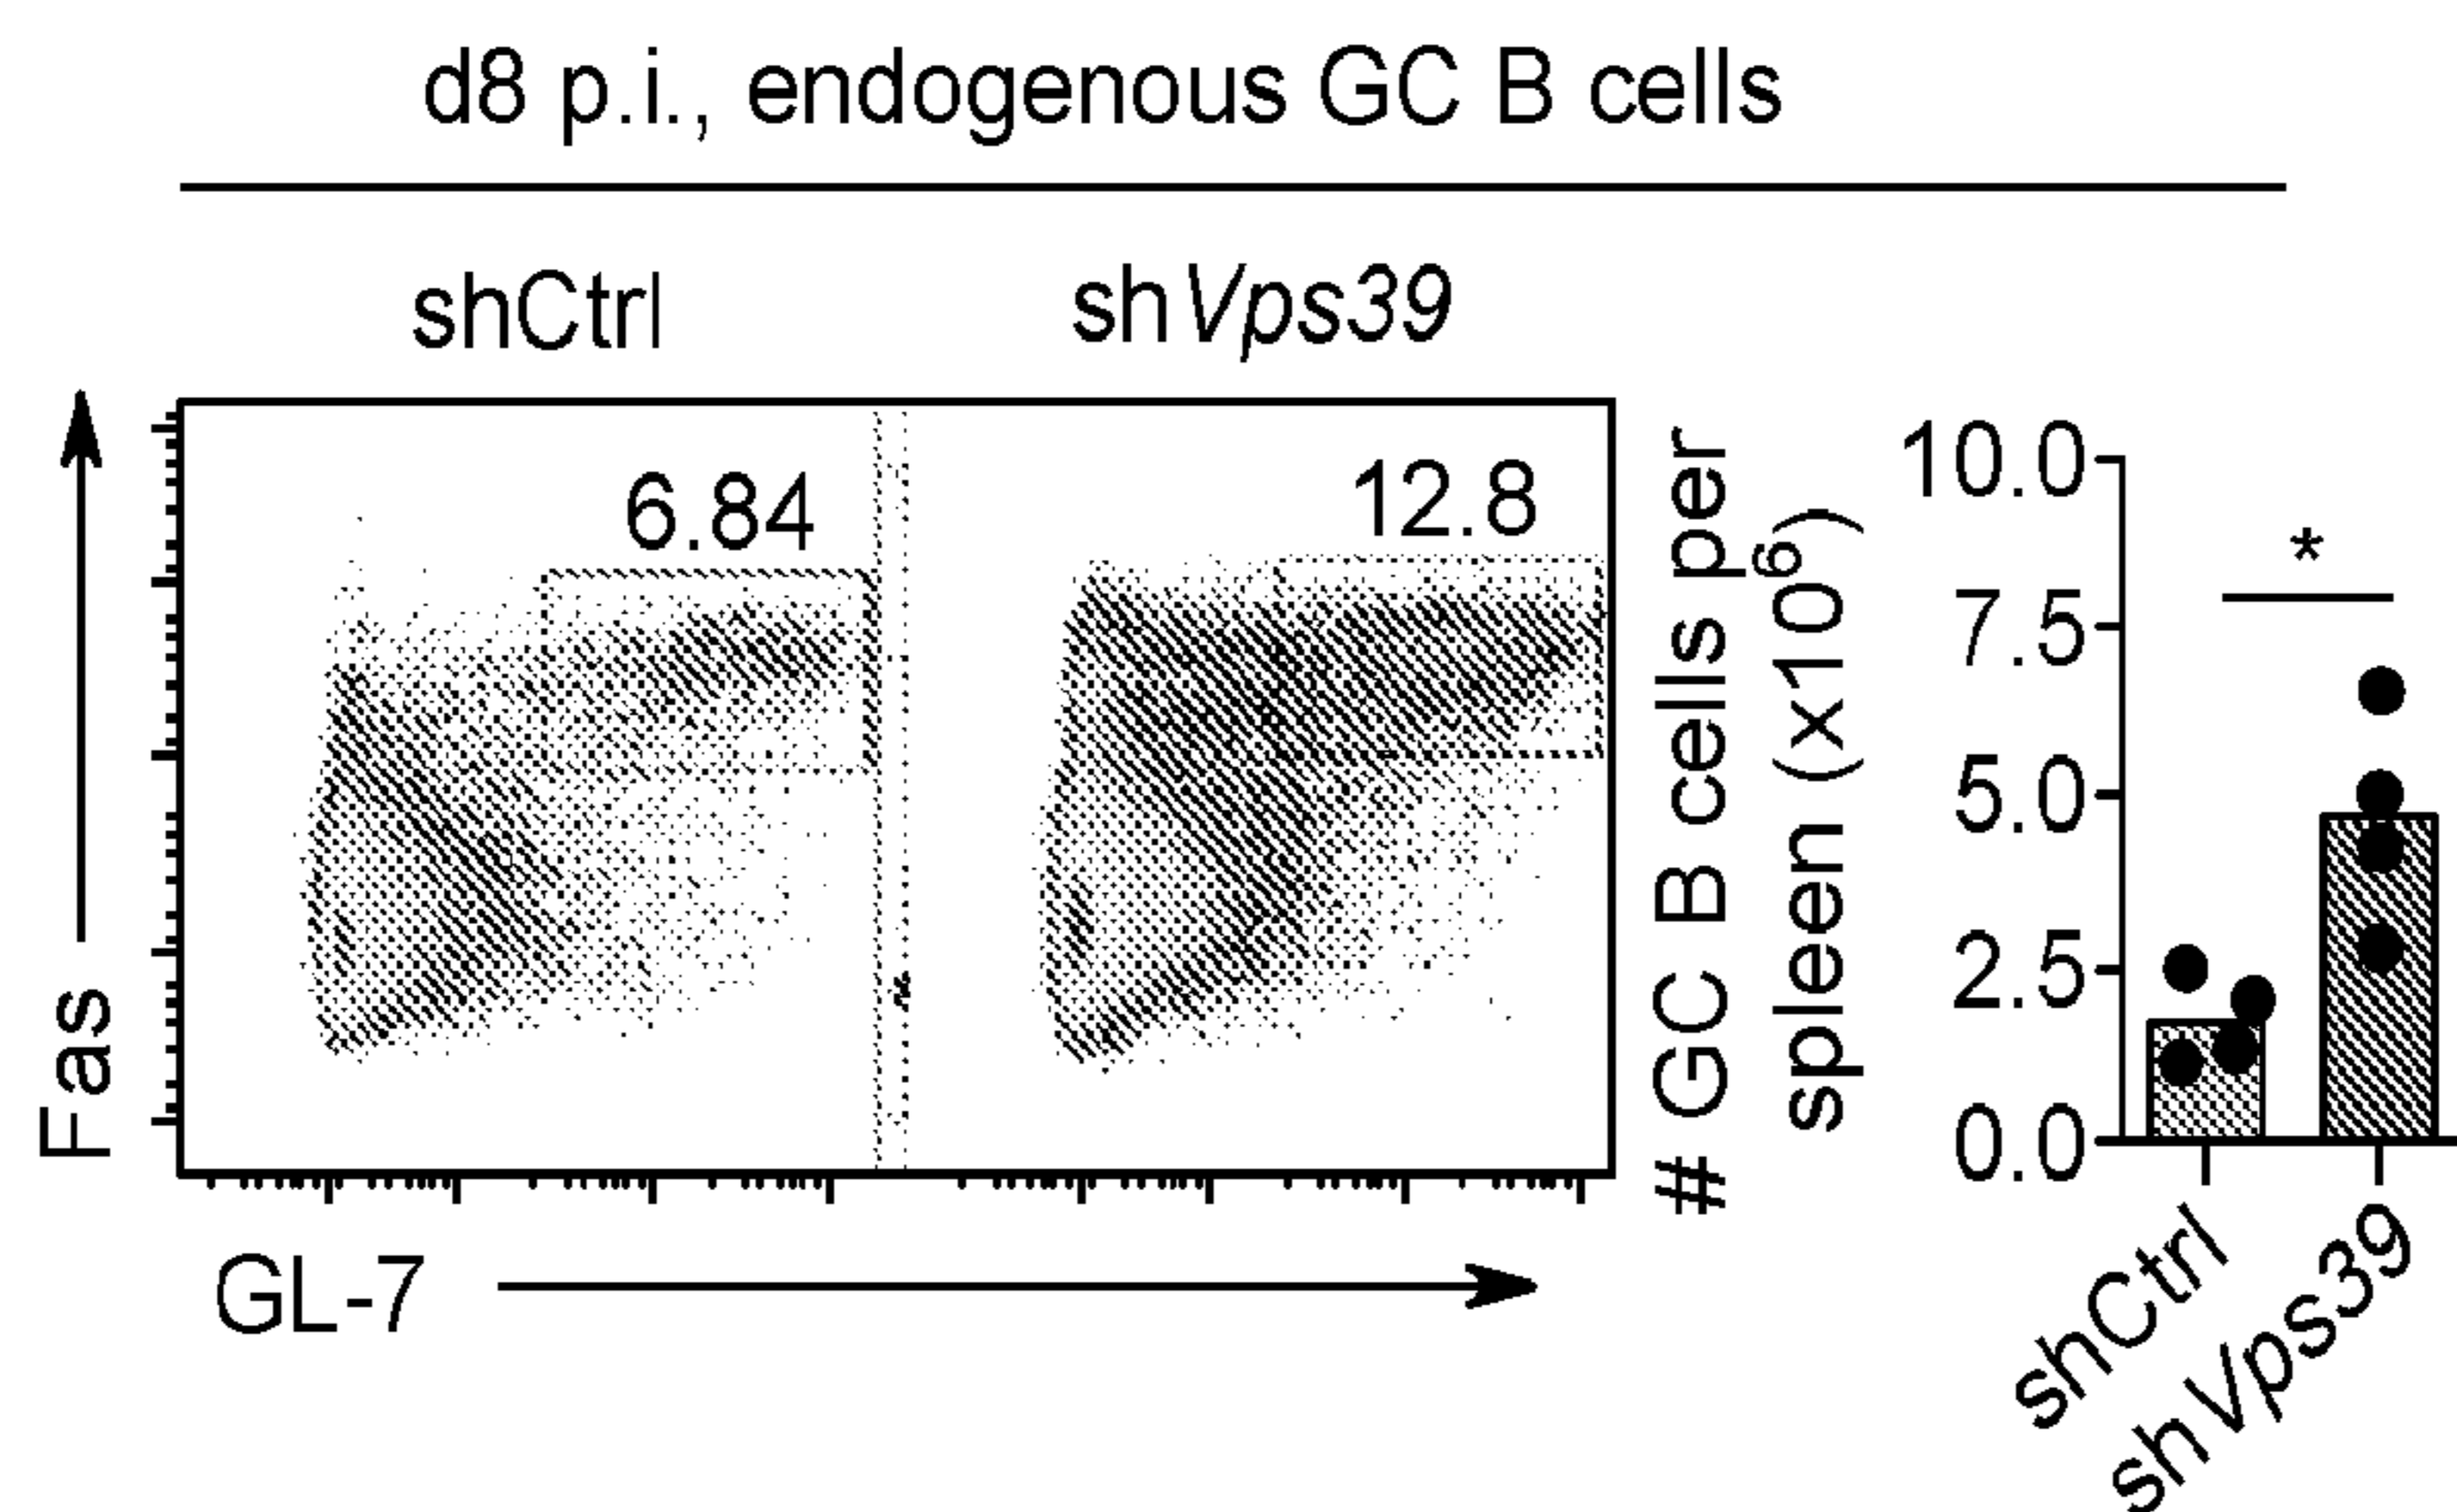 d8 p.i., endogenous GC B cells
shCtrl
shVps39
6.84
12.8
Fas
GL-7
# GC B cells per
spleen (x10⁶)
10.0
7.5
5.0
2.5
0.0
*
shCtrl
shVps39